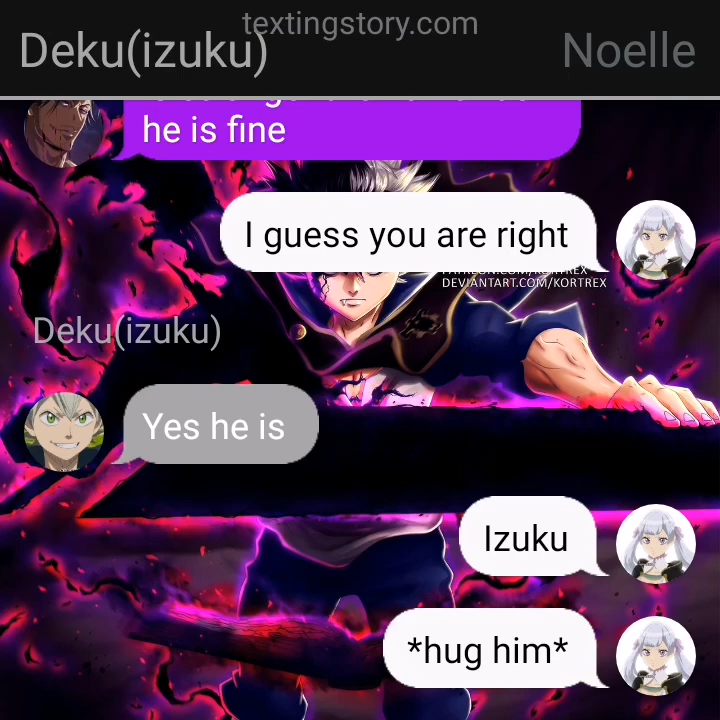 textingstory.com
Deku(izuku)
Noelle
he is fine
I guess you are right
DEVIANTART.COM/KORTREX
Deku(izuku)
Yes he is
Izuku
*hug him*